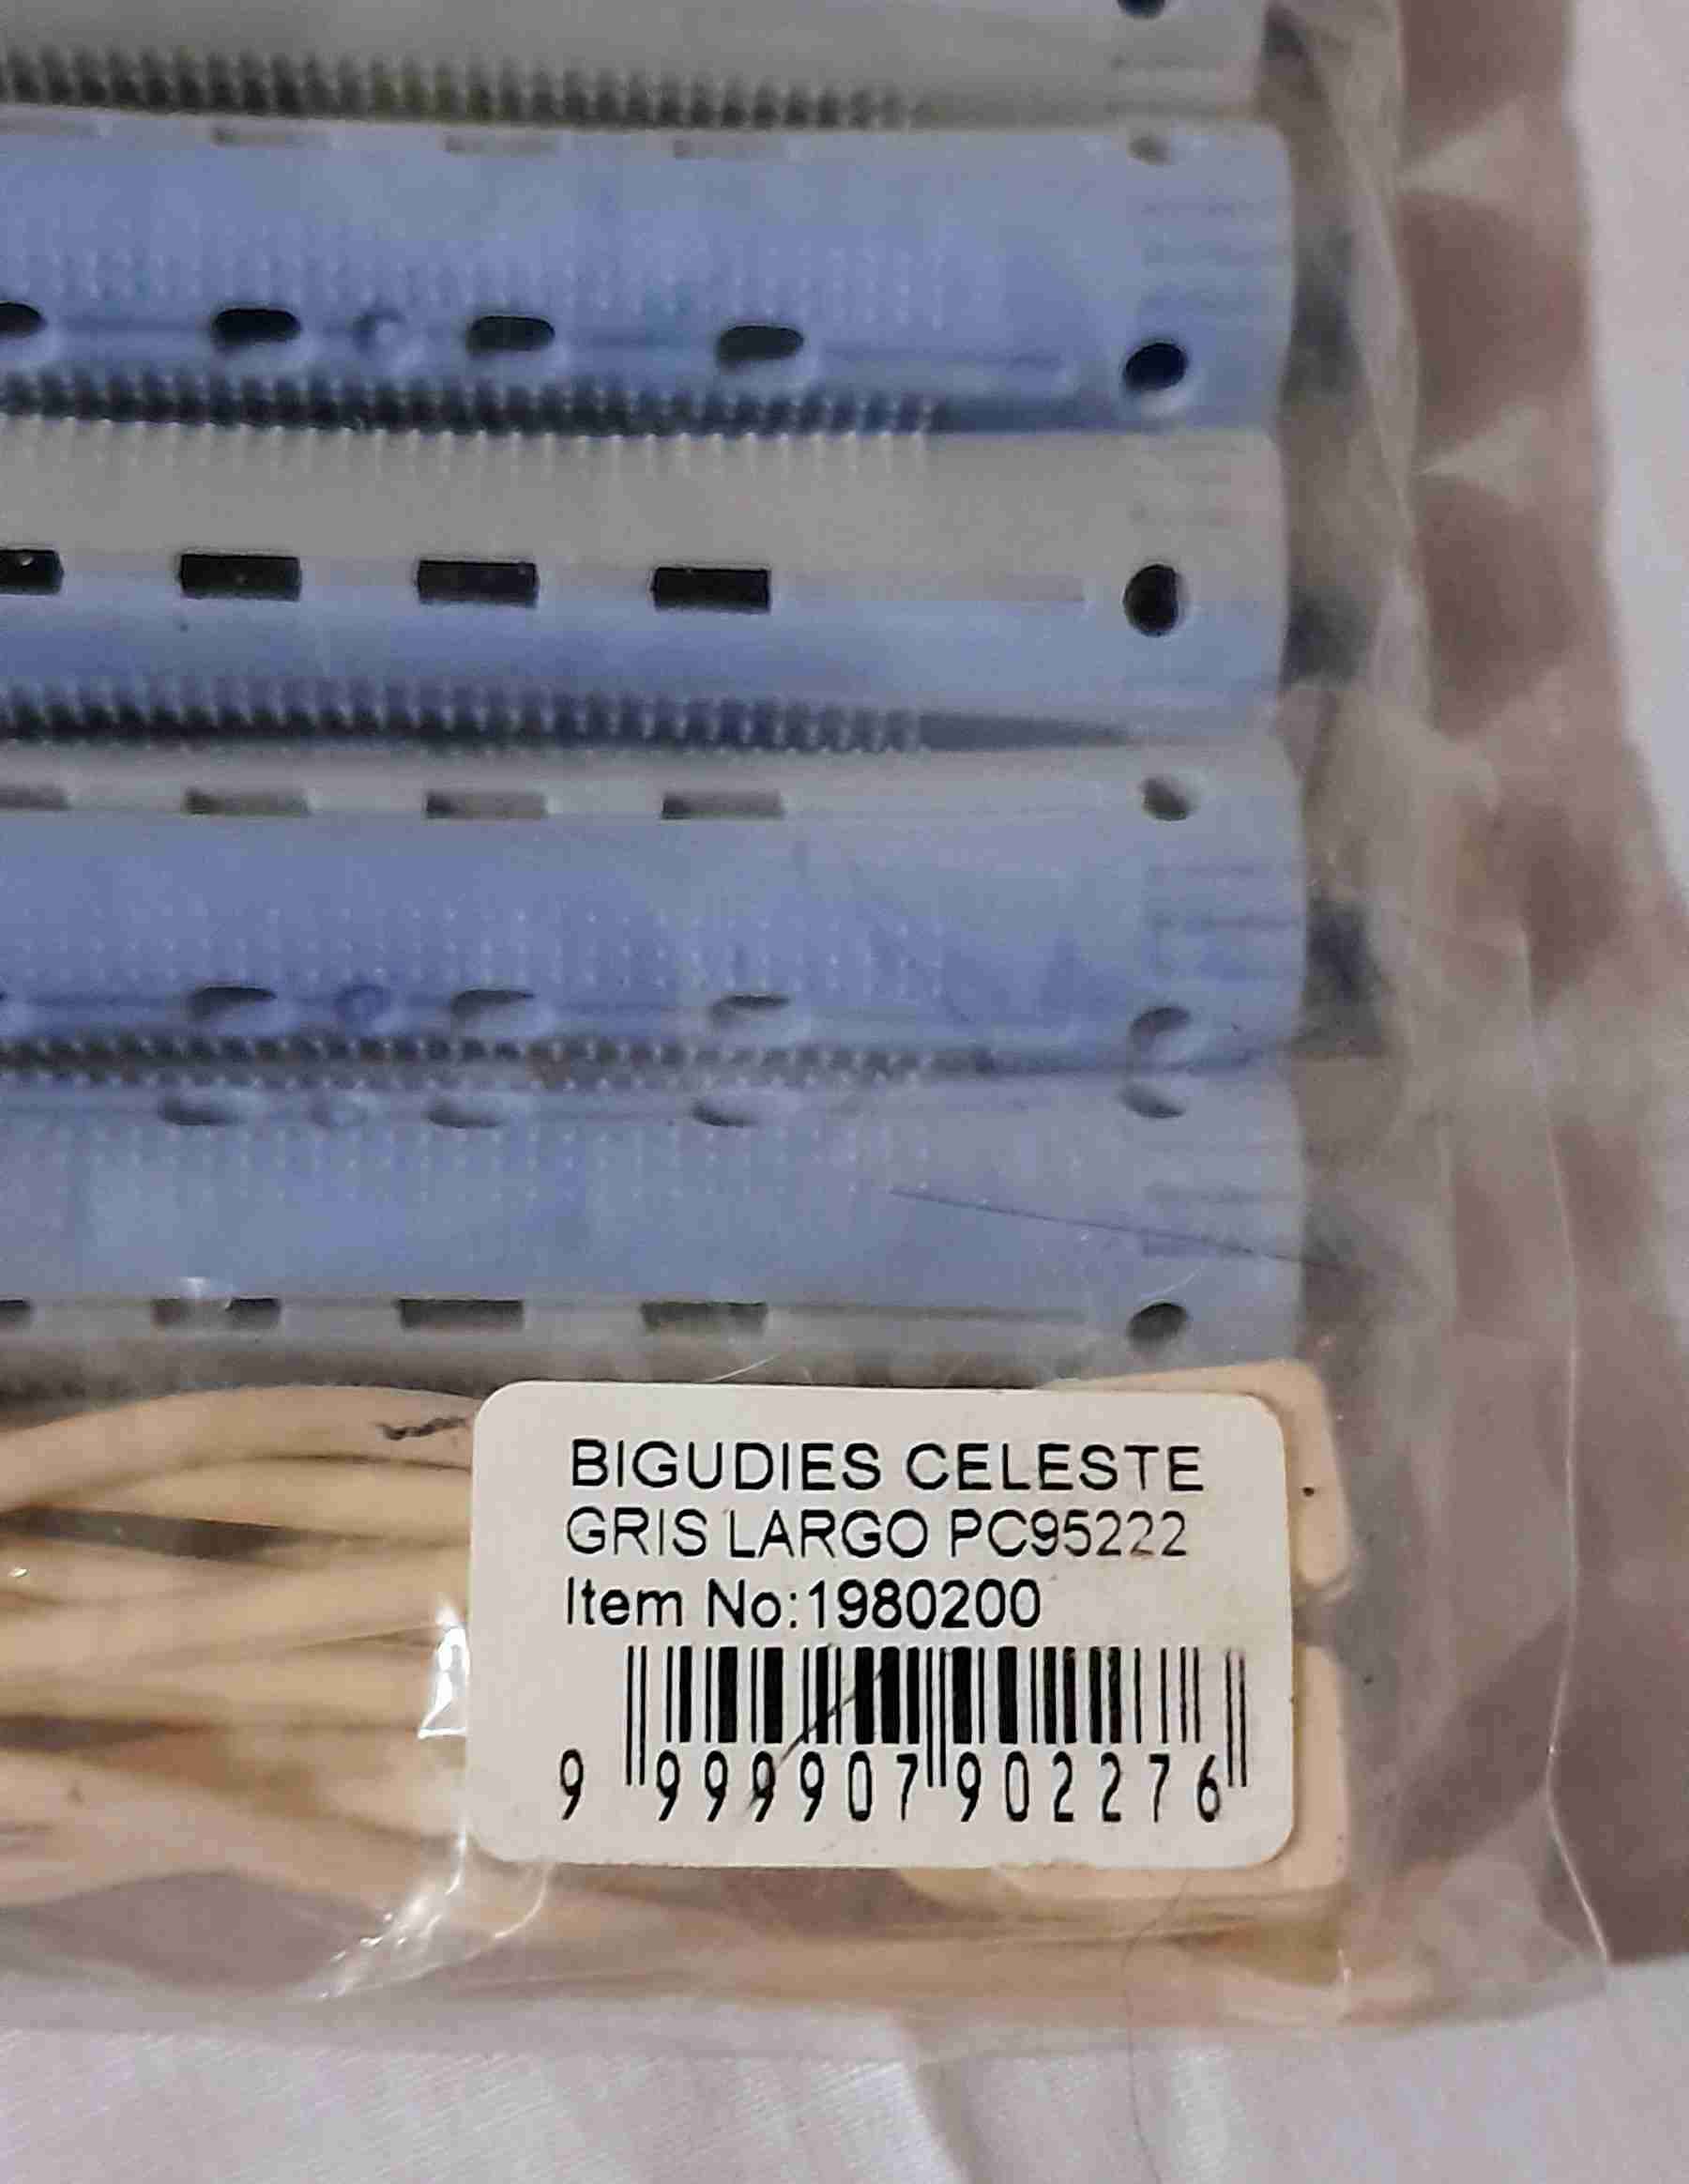 BIGUDIES CELESTE
GRIS LARGO PC95222
Item No:1980200
9 999907 902276